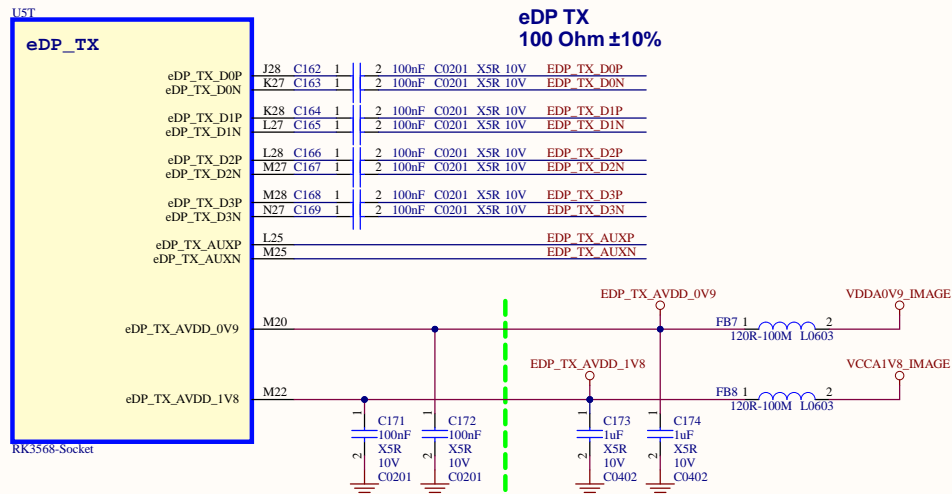 U5T
eDP_TX
eDP TX
100 Ohm ±10%
eDP_TX_D0P J28 C162 1 2 100nF C0201 X5R 10V EDP_TX_D0P
eDP_TX_D0N K27 C163 1 2 100nF C0201 X5R 10V EDP_TX_D0N
eDP_TX_D1P K28 C164 1 2 100nF C0201 X5R 10V EDP_TX_D1P
eDP_TX_D1N L27 C165 1 2 100nF C0201 X5R 10V EDP_TX_D1N
eDP_TX_D2P L28 C166 1 2 100nF C0201 X5R 10V EDP_TX_D2P
eDP_TX_D2N M27 C167 1 2 100nF C0201 X5R 10V EDP_TX_D2N
eDP_TX_D3P M28 C168 1 2 100nF C0201 X5R 10V EDP_TX_D3P
eDP_TX_D3N N27 C169 1 2 100nF C0201 X5R 10V EDP_TX_D3N
eDP_TX_AUXP L25 EDP_TX_AUXP
eDP_TX_AUXN M25 EDP_TX_AUXN
EDP_TX_AVDD_0V9 VDDA0V9_IMAGE
eDP_TX_AVDD_0V9 M20 FB7 1 2
120R-100M L0603
EDP_TX_AVDD_1V8 VCCA1V8_IMAGE
eDP_TX_AVDD_1V8 M22 FB8 1 2
120R-100M L0603
1 C171 1 C172 1 C173 1 C174
100nF 100nF 1uF 1uF
X5R X5R X5R X5R
2 10V 2 10V 2 10V 2 10V
C0201 C0201 C0402 C0402
RK3568-Socket